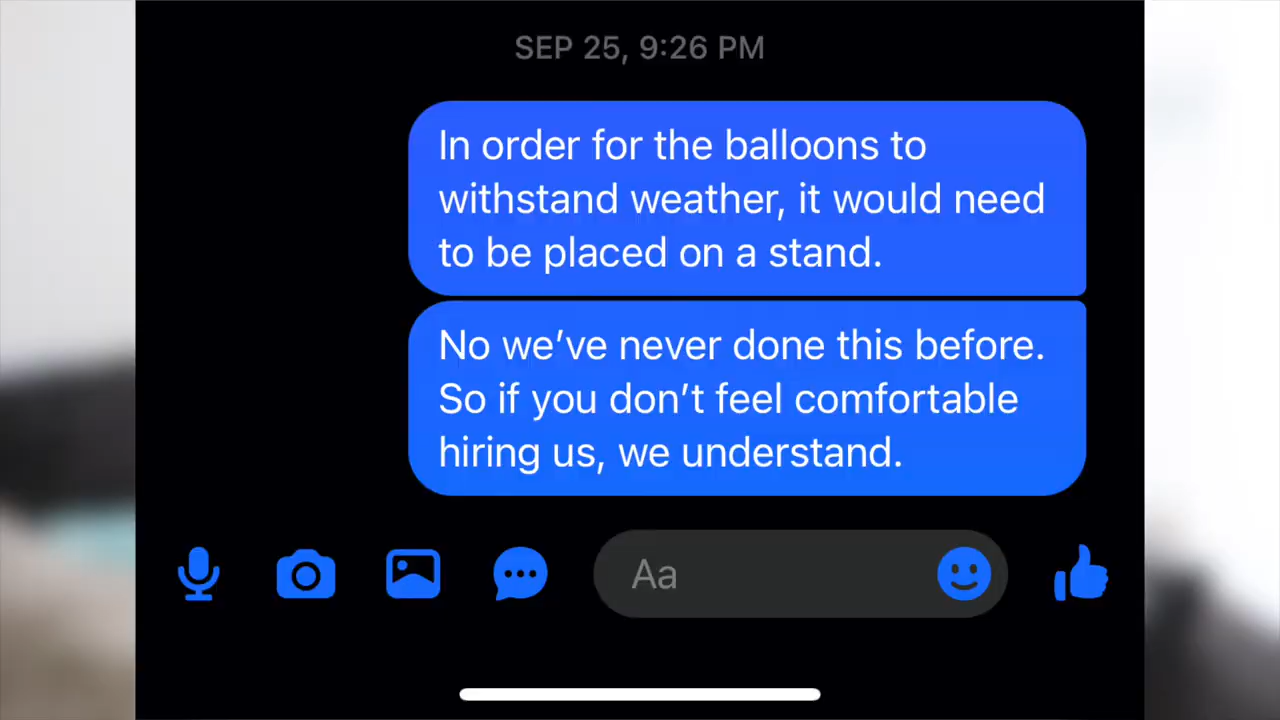 SEP 25, 9:26 PM
In order for the balloons to
withstand weather, it would need
to be placed on a stand.
No we’ve never done this before.
So if you don’t feel comfortable
hiring us, we understand.
Aa